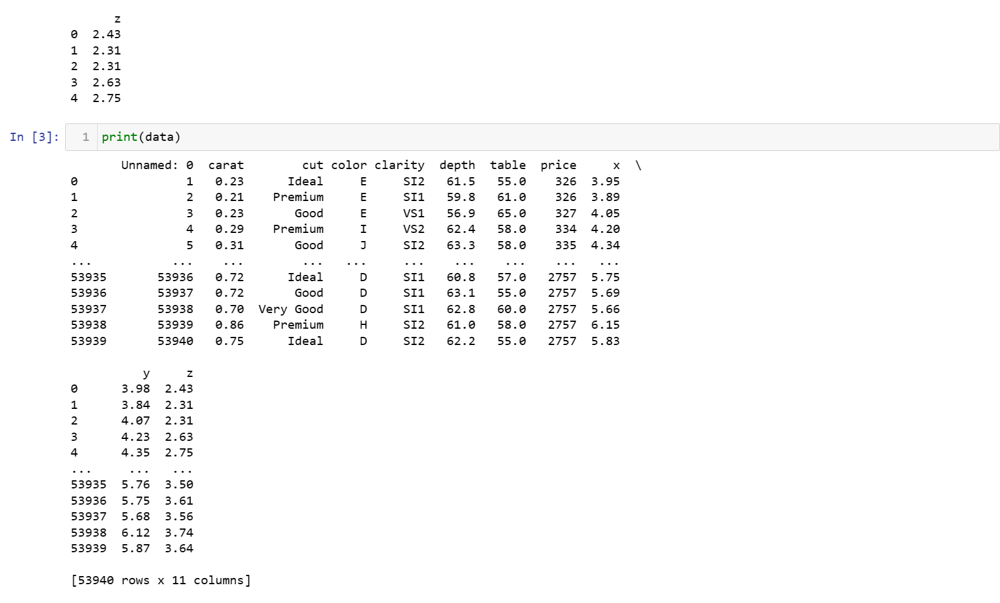 z
0  2.43
1  2.31
2  2.31
3  2.63
4  2.75
In [3]: 1 print(data)
       Unnamed: 0  carat        cut color clarity  depth  table  price     x  \
0               1   0.23      Ideal     E     SI2   61.5   55.0    326  3.95
1               2   0.21    Premium     E     SI1   59.8   61.0    326  3.89
2               3   0.23       Good     E     VS1   56.9   65.0    327  4.05
3               4   0.29    Premium     I     VS2   62.4   58.0    334  4.20
4               5   0.31       Good     J     SI2   63.3   58.0    335  4.34
...           ...    ...        ...   ...     ...    ...    ...    ...   ...
53935       53936   0.72      Ideal     D     SI1   60.8   57.0   2757  5.75
53936       53937   0.72       Good     D     SI1   63.1   55.0   2757  5.69
53937       53938   0.70  Very Good     D     SI1   62.8   60.0   2757  5.66
53938       53939   0.86    Premium     H     SI2   61.0   58.0   2757  6.15
53939       53940   0.75      Ideal     D     SI2   62.2   55.0   2757  5.83
          y     z
0      3.98  2.43
1      3.84  2.31
2      4.07  2.31
3      4.23  2.63
4      4.35  2.75
...     ...   ...
53935  5.76  3.50
53936  5.75  3.61
53937  5.68  3.56
53938  6.12  3.74
53939  5.87  3.64
[53940 rows x 11 columns]